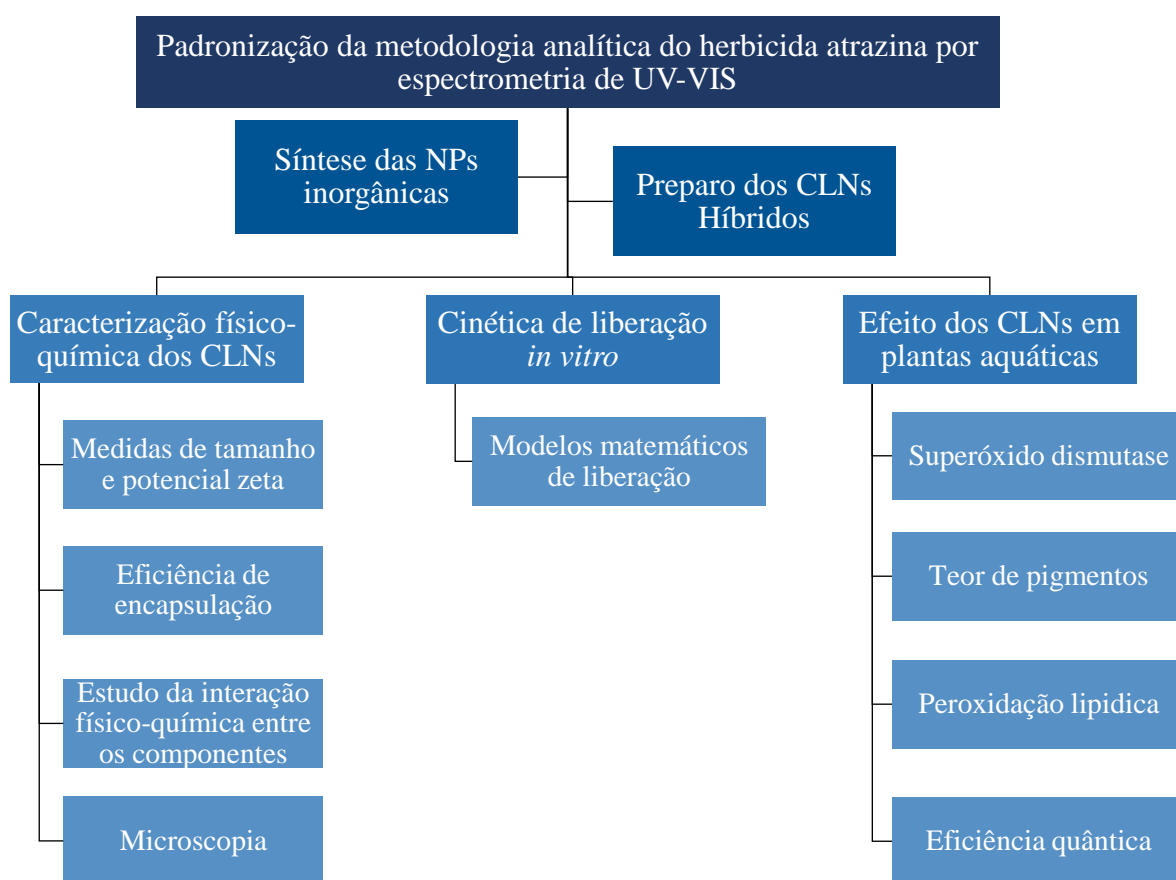 Padronização da metodologia analítica do herbicida atrazina por
espectrometria de UV-VIS
Síntese das NPs
inorgânicas
Preparo dos CLNs
Híbridos
Caracterização físico-
química dos CLNs
Medidas de tamanho
e potencial zeta
Eficiência de
encapsulação
Estudo da interação
físico-química entre
os componentes
Microscopia
Cinética de liberação
in vitro
Modelos matemáticos
de liberação
Efeito dos CLNs em
plantas aquáticas
Superóxido dismutase
Teor de pigmentos
Peroxidação lipidica
Eficiência quântica